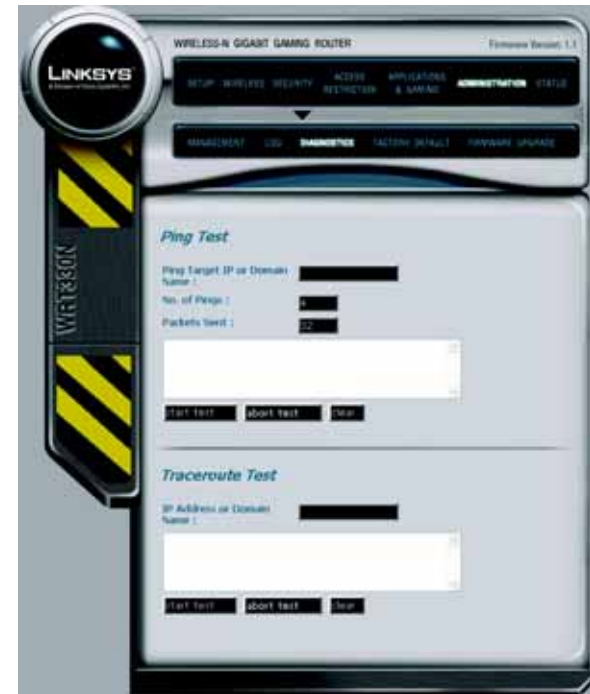 WIRELESS-N GIGABIT GAMING ROUTER
Firmware Version: 1.1
LINKSYS
SETUP WIRELESS SECURITY ACCESS RESTRICTION APPLICATIONS & GAMING ADMINISTRATION STATUS
MANAGEMENT LOG DIAGNOSTICS FACTORY DEFAULT FIRMWARE UPGRADE
WRT330N
Ping Test
Ping Target IP or Domain
Name :
No. of Pings :
4
Packets Sent :
32
start test abort test clear
Traceroute Test
IP Address or Domain
Name :
start test abort test clear